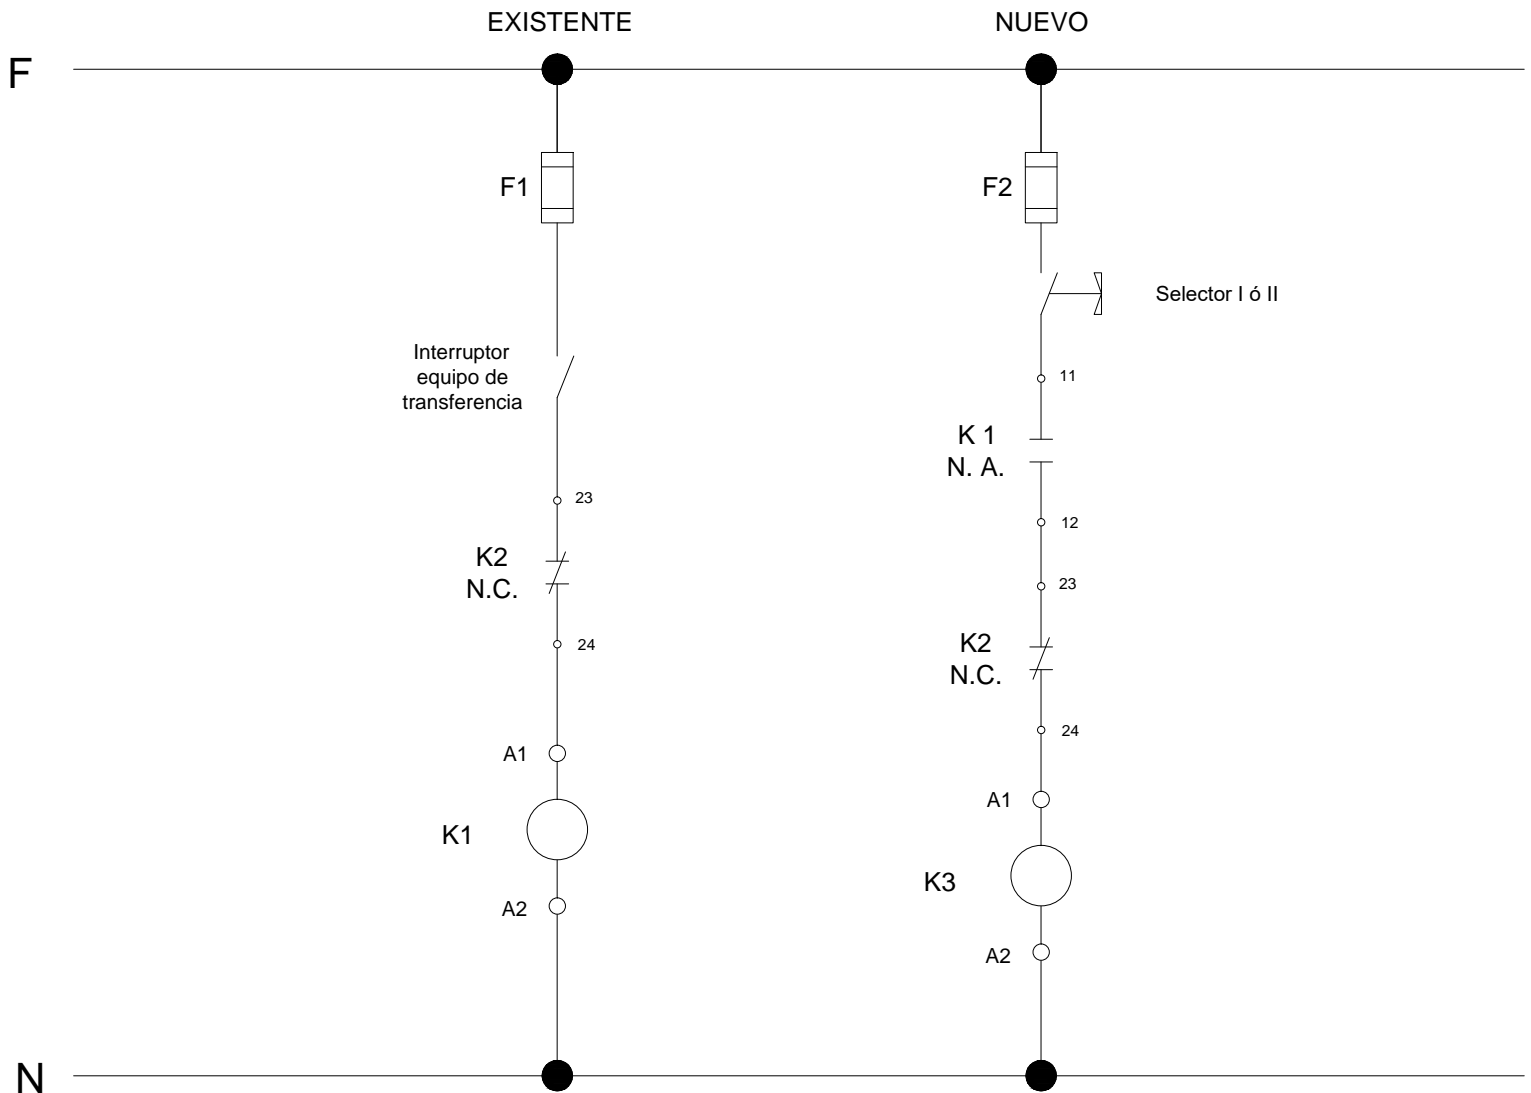 EXISTENTE
NUEVO
F
F1
F2
Selector I ó II
Interruptor
equipo de
transferencia
11
K 1
N. A.
23
12
K2
N.C.
23
24
K2
N.C.
24
A1
A1
K1
K3
A2
A2
N